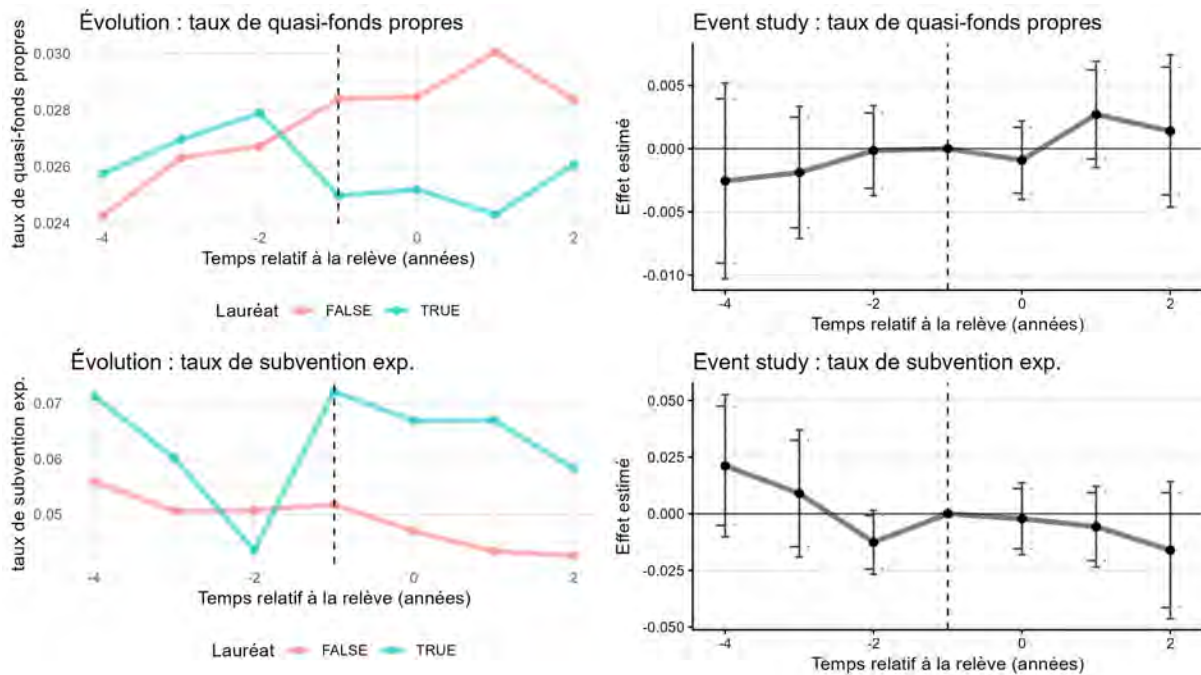 Évolution : taux de quasi-fonds propres
taux de quasi-fonds propres
0.030
0.028
0.026
0.024
-4
-2
0
2
Temps relatif à la relève (années)
Lauréat
FALSE
TRUE
Event study : taux de quasi-fonds propres
Effet estimé
0.005
0.000
-0.005
-0.010
-4
-2
0
2
Temps relatif à la relève (années)
Évolution : taux de subvention exp.
taux de subvention exp.
0.07
0.06
0.05
-4
-2
0
2
Temps relatif à la relève (années)
Lauréat
FALSE
TRUE
Event study : taux de subvention exp.
Effet estimé
0.050
0.025
0.000
-0.025
-0.050
-4
-2
0
2
Temps relatif à la relève (années)